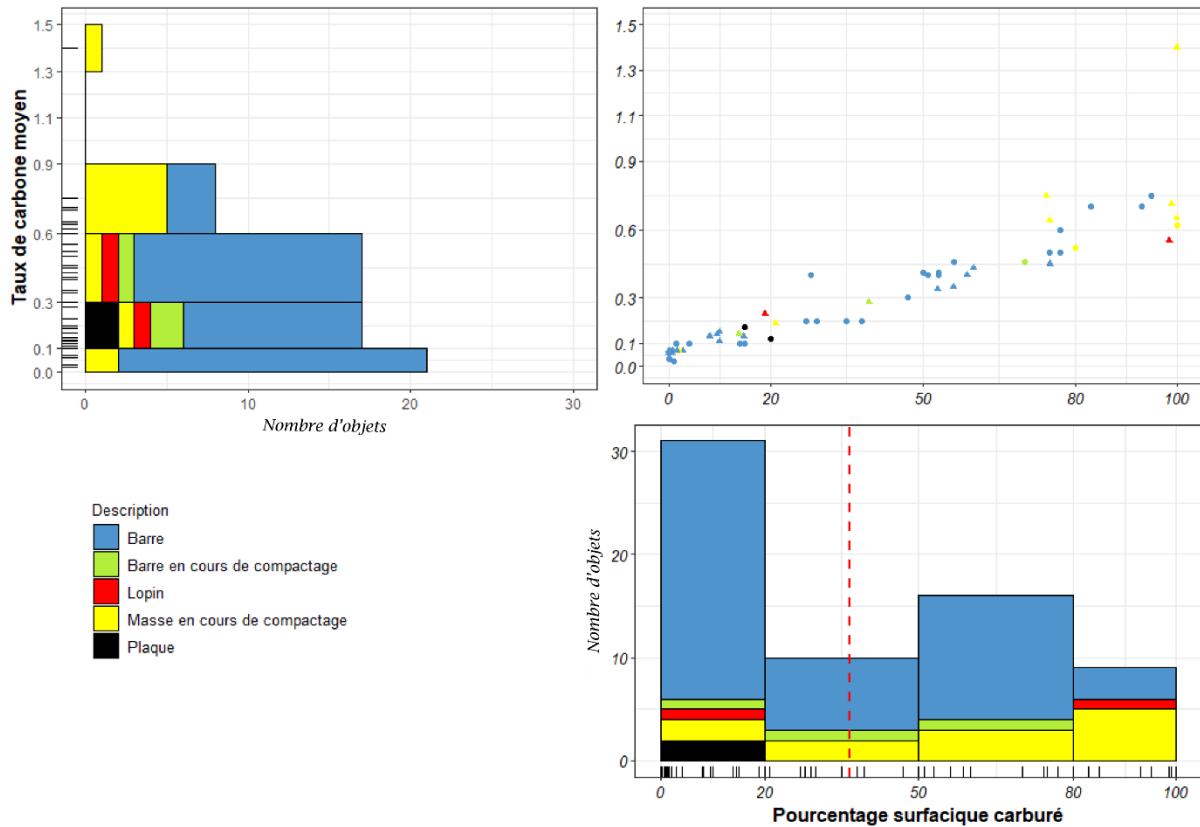 1.5
1.3
1.1
0.9
0.6
0.3
0.1
0.0
Taux de carbone moyen
0 10 20 30
Nombre d'objets
1.5
1.3
1.1
0.9
0.6
0.3
0.1
0.0
0 20 50 80 100
Description
Barre
Barre en cours de compactage
Lopin
Masse en cours de compactage
Plaque
30
20
10
0
Nombre d'objets
0 20 50 80 100
Pourcentage surfacique carburé